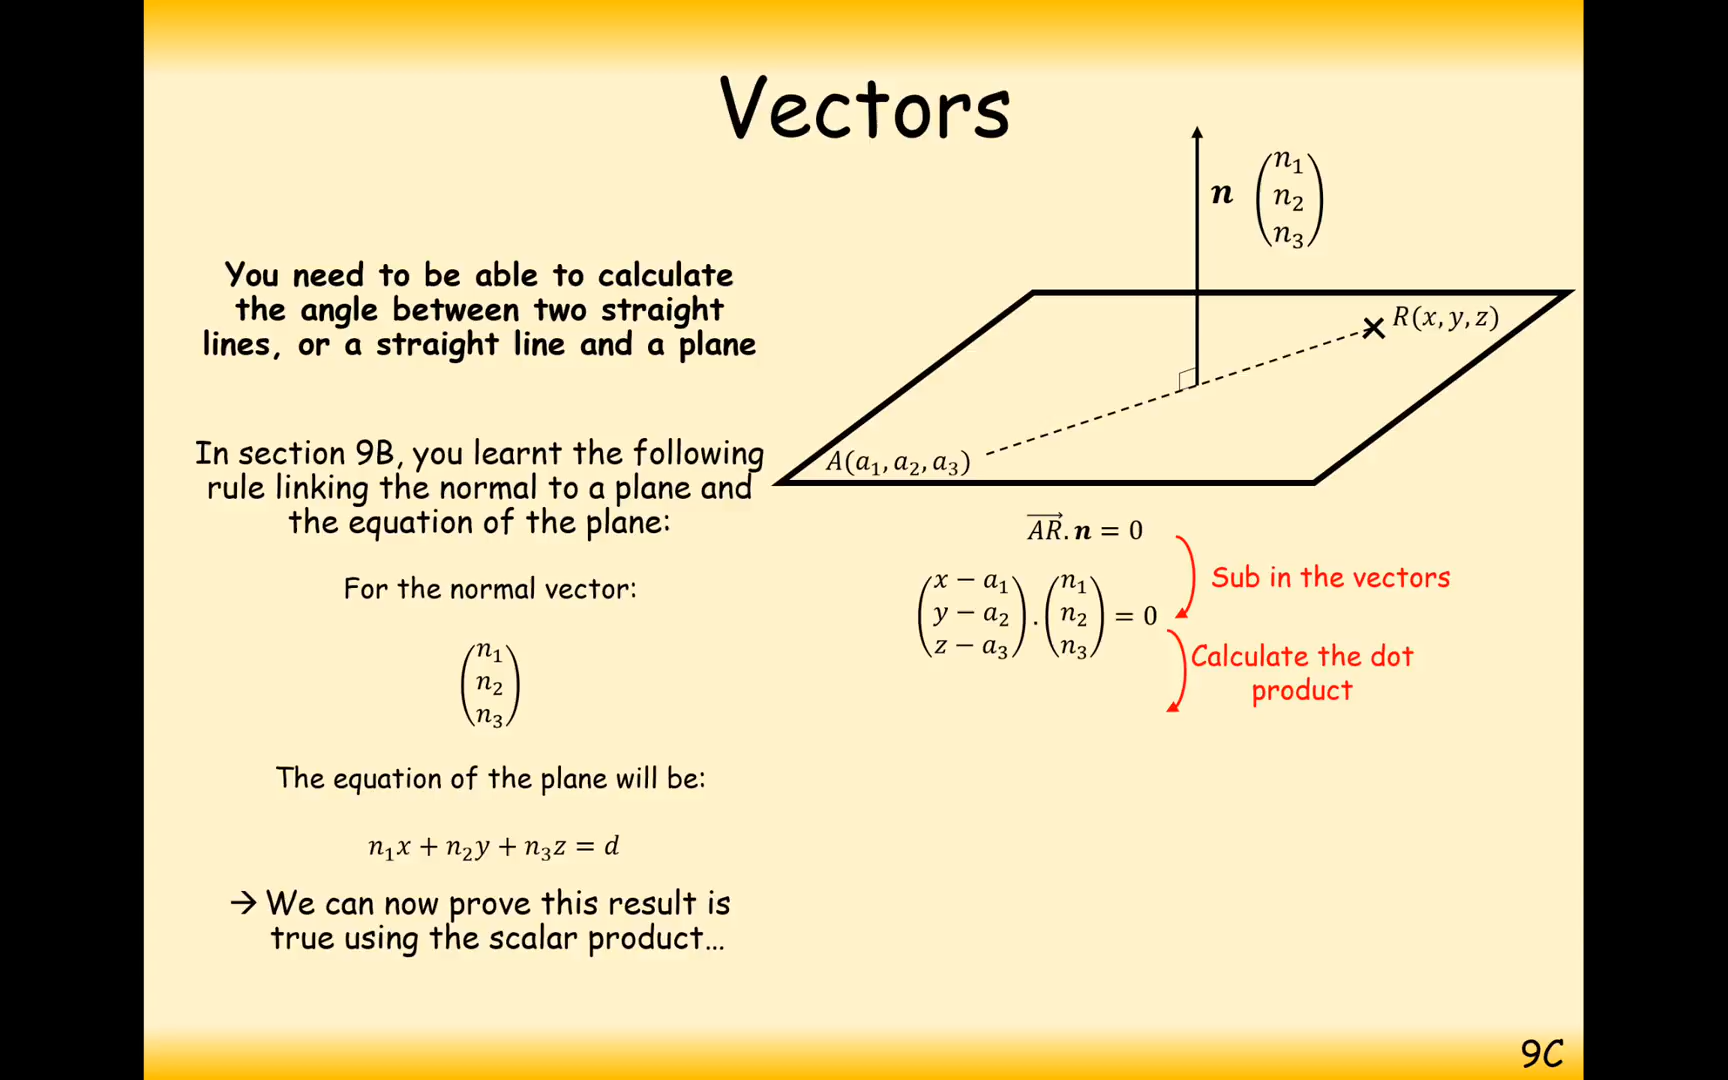 Vectors
You need to be able to calculate
the angle between two straight
lines, or a straight line and a plane
In section 9B, you learnt the following
rule linking the normal to a plane and
the equation of the plane:
For the normal vector:
(n₁
n₂
n₃)
The equation of the plane will be:
n₁x + n₂y + n₃z = d
→ We can now prove this result is
true using the scalar product...
n (n₁
n₂
n₃)
R(x, y, z)
A(a₁, a₂, a₃)
AR⃗. n = 0
Sub in the vectors
(x − a₁
y − a₂
z − a₃) . (n₁
n₂
n₃) = 0
Calculate the dot
product
9C